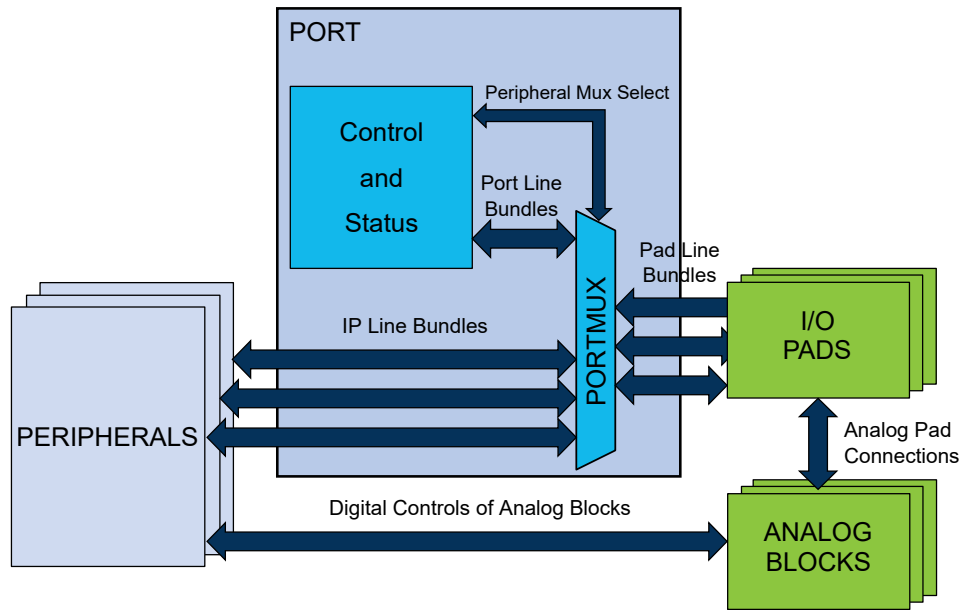 PORT
Peripheral Mux Select
Control
and
Status
Port Line
Bundles
Pad Line
Bundles
PORTMUX
I/O
PADS
IP Line Bundles
PERIPHERALS
Analog Pad
Connections
Digital Controls of Analog Blocks
ANALOG
BLOCKS